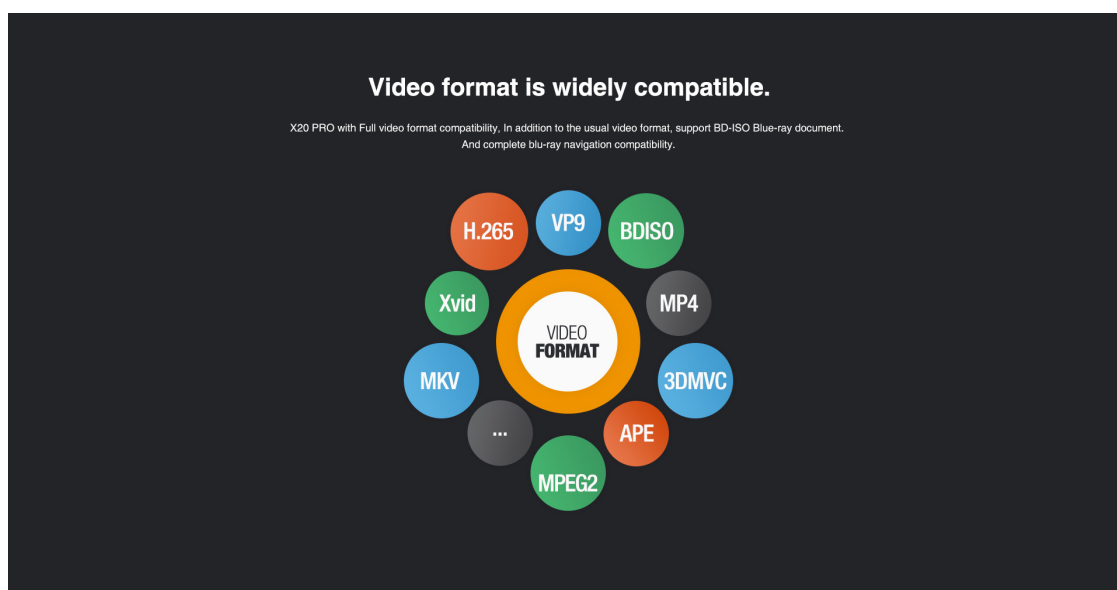 Video format is widely compatible.
X20 PRO with Full video format compatibility, In addition to the usual video format, support BD-ISO Blue-ray document.
And complete blu-ray navigation compatibility.
H.265
VP9
BDISO
Xvid
MP4
VIDEO
FORMAT
MKV
3DMVC
...
APE
MPEG2